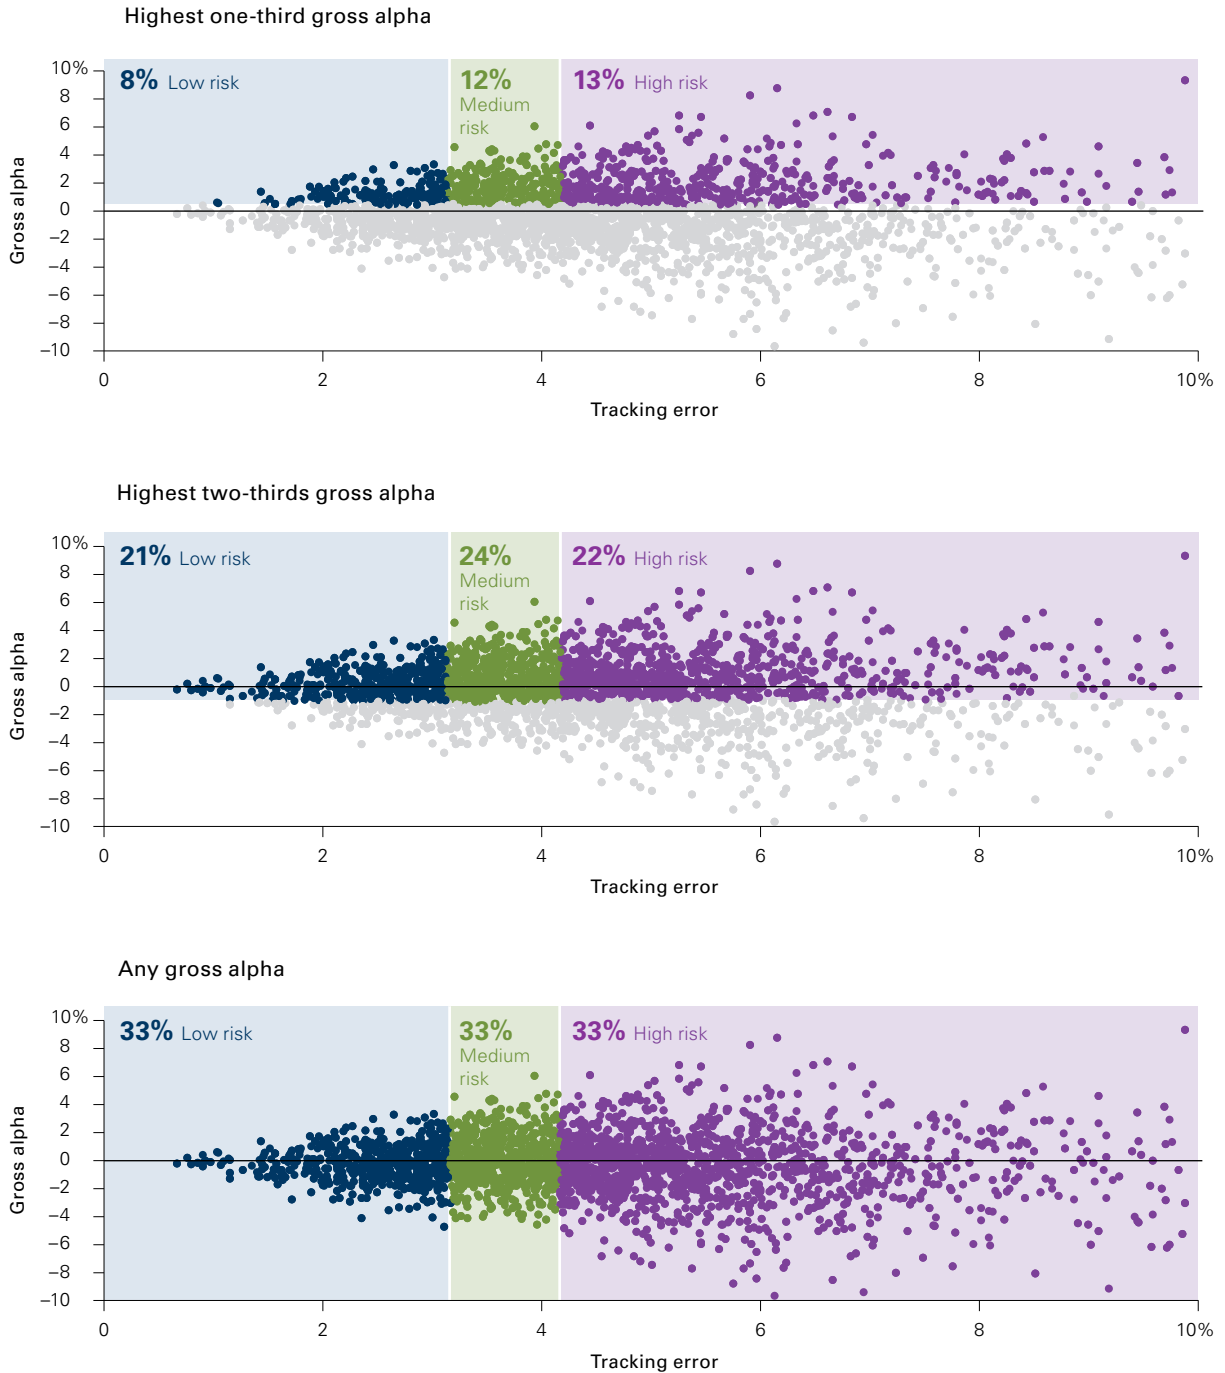 Highest one-third gross alpha
8% Low risk
12%
Medium
risk
13% High risk
10%
8
6
4
2
0
–2
–4
–6
–8
–10
Gross alpha
0 2 4 6 8 10%
Tracking error
Highest two-thirds gross alpha
21% Low risk
24%
Medium
risk
22% High risk
10%
8
6
4
2
0
–2
–4
–6
–8
–10
Gross alpha
0 2 4 6 8 10%
Tracking error
Any gross alpha
33% Low risk
33%
Medium
risk
33% High risk
10%
8
6
4
2
0
–2
–4
–6
–8
–10
Gross alpha
0 2 4 6 8 10%
Tracking error